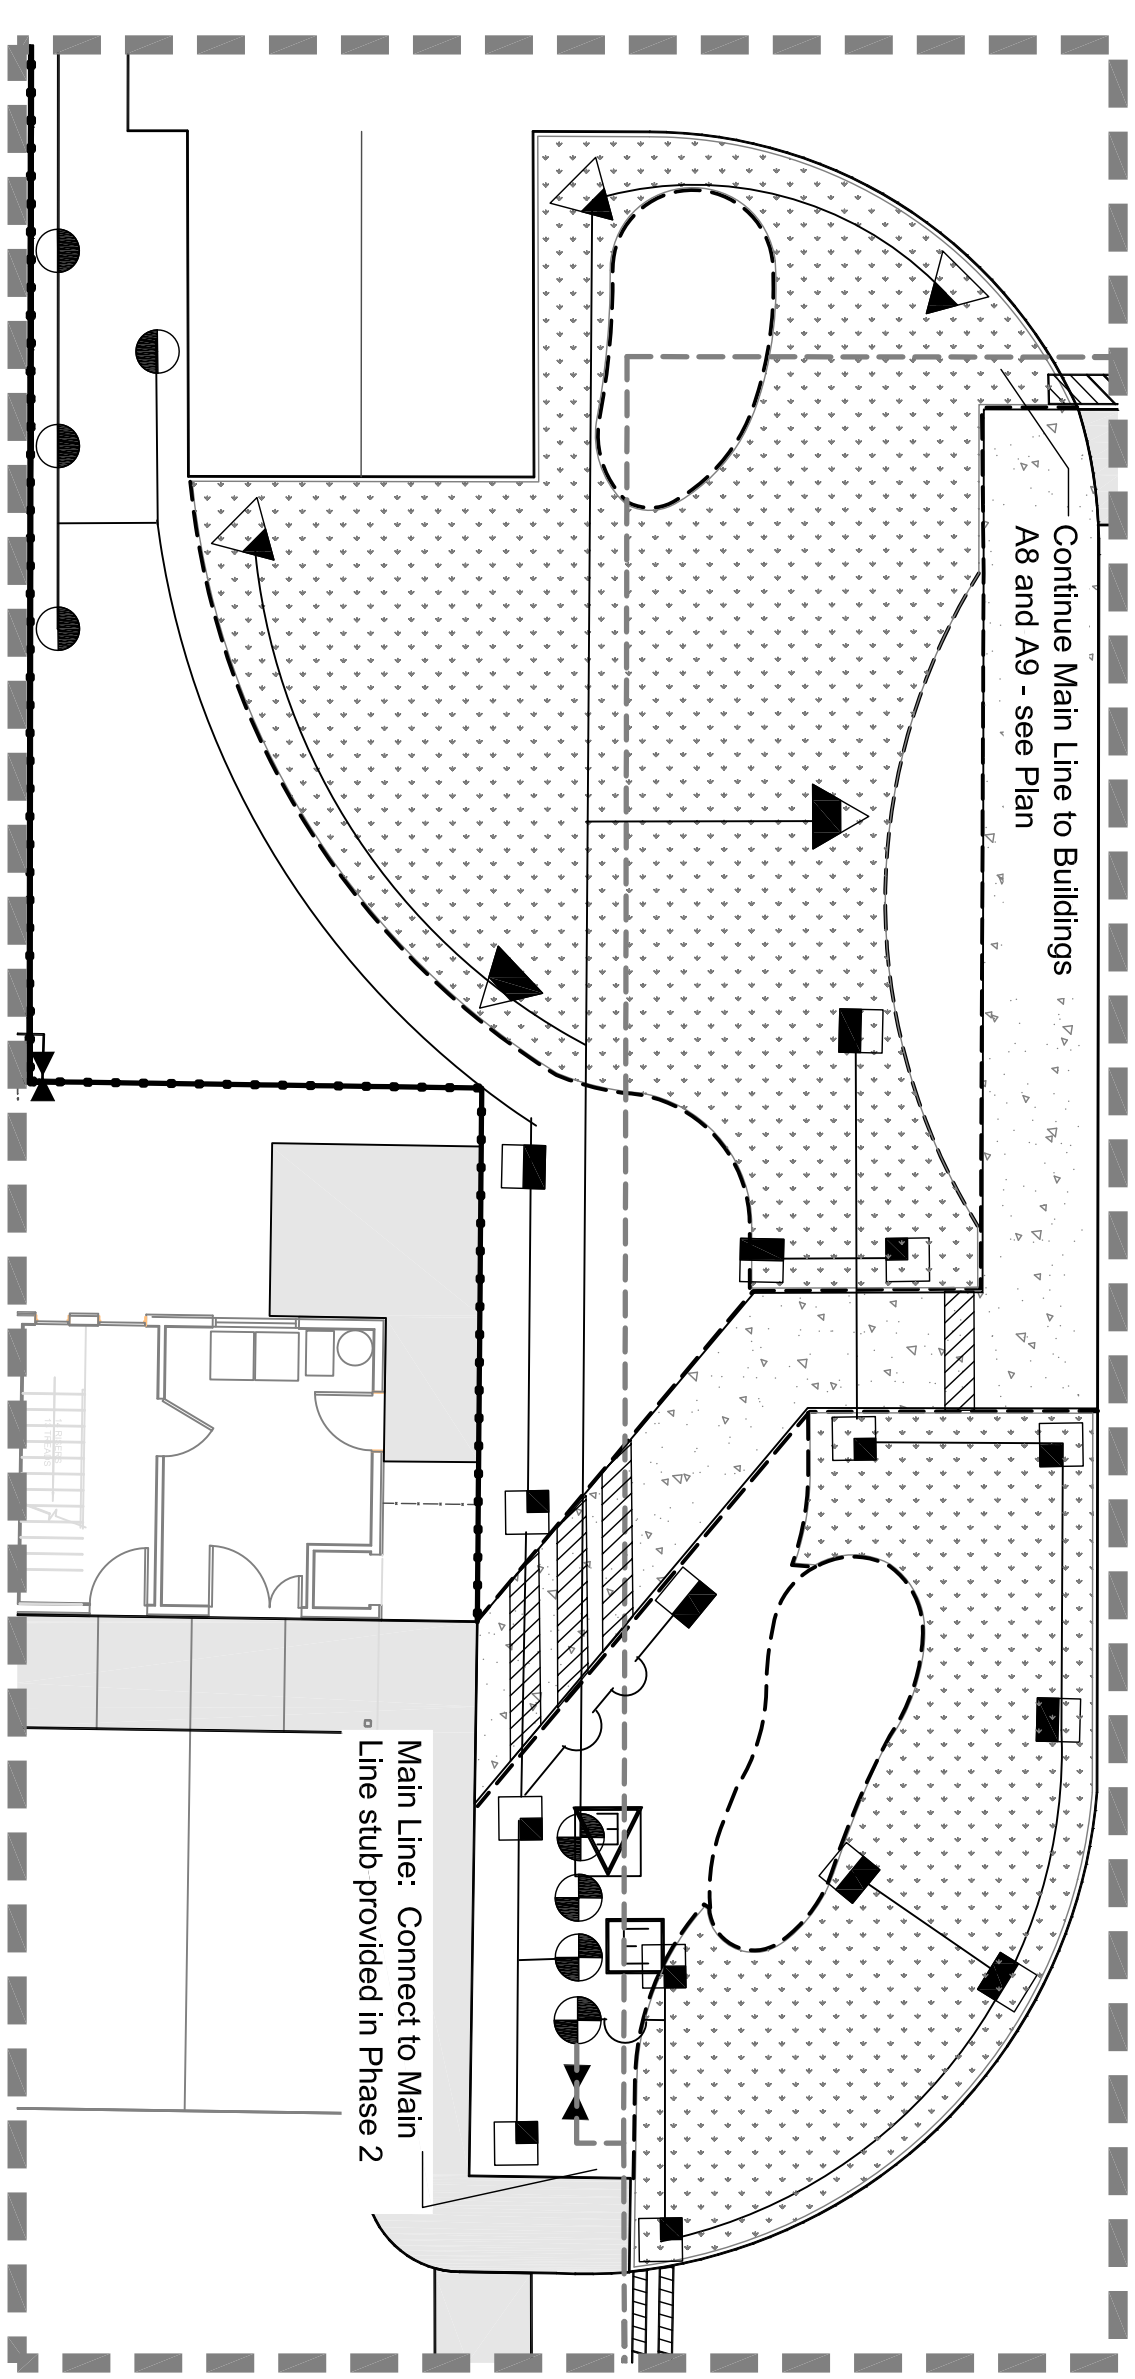 Continue Main Line to Buildings
A8 and A9 - see Plan
Main Line: Connect to Main
Line stub provided in Phase 2